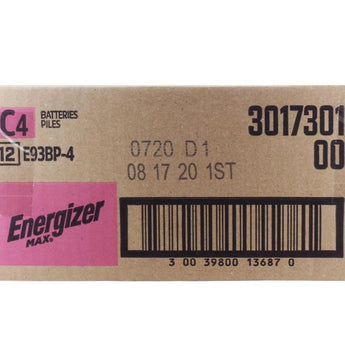 C4
BATTERIES
PILES
12 E93BP-4
0720 D1
08 17 20 1ST
3017301
00
Energizer
MAX®
3 00 39800 13687 0